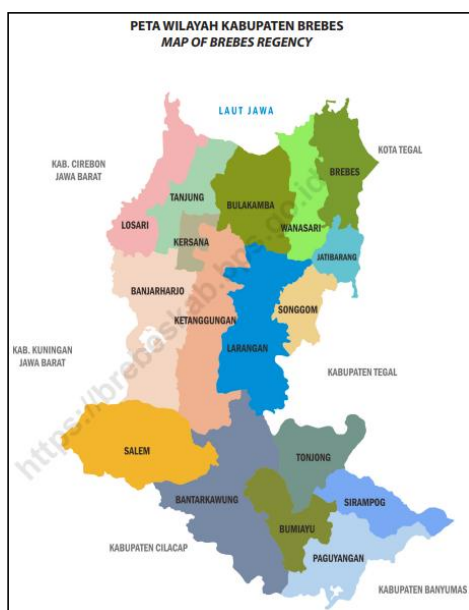 PETA WILAYAH KABUPATEN BREBES
MAP OF BREBES REGENCY
LAUT JAWA
KAB. CIREBON
JAWA BARAT
KOTA TEGAL
BREBES
TANJUNG
BULAKAMBA
LOSARI
WANASARI
KERSANA
JATIBARANG
BANJARHARJO
SONGGOM
KETANGGUNGAN
LARANGAN
KAB. KUNINGAN
JAWA BARAT
KABUPATEN TEGAL
SALEM
TONJONG
BANTARKAWUNG
SIRAMPOG
BUMIAYU
KABUPATEN CILACAP
PAGUYANGAN
KABUPATEN BANYUMAS
https://brebeskab.bps.go.id